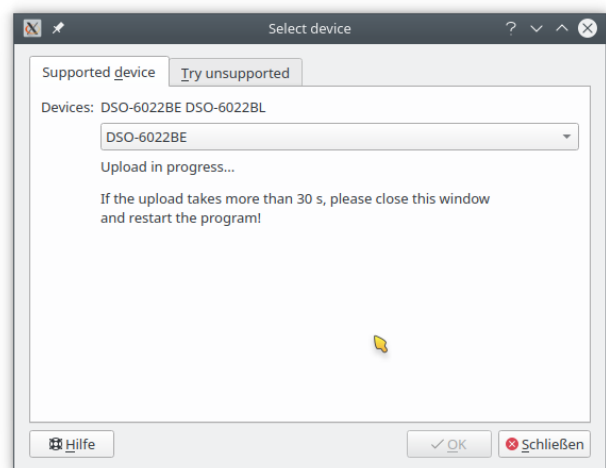 Select device
Supported device
Try unsupported
Devices: DSO-6022BE DSO-6022BL
DSO-6022BE
Upload in progress...
If the upload takes more than 30 s, please close this window
and restart the program!
Hilfe
OK
Schließen